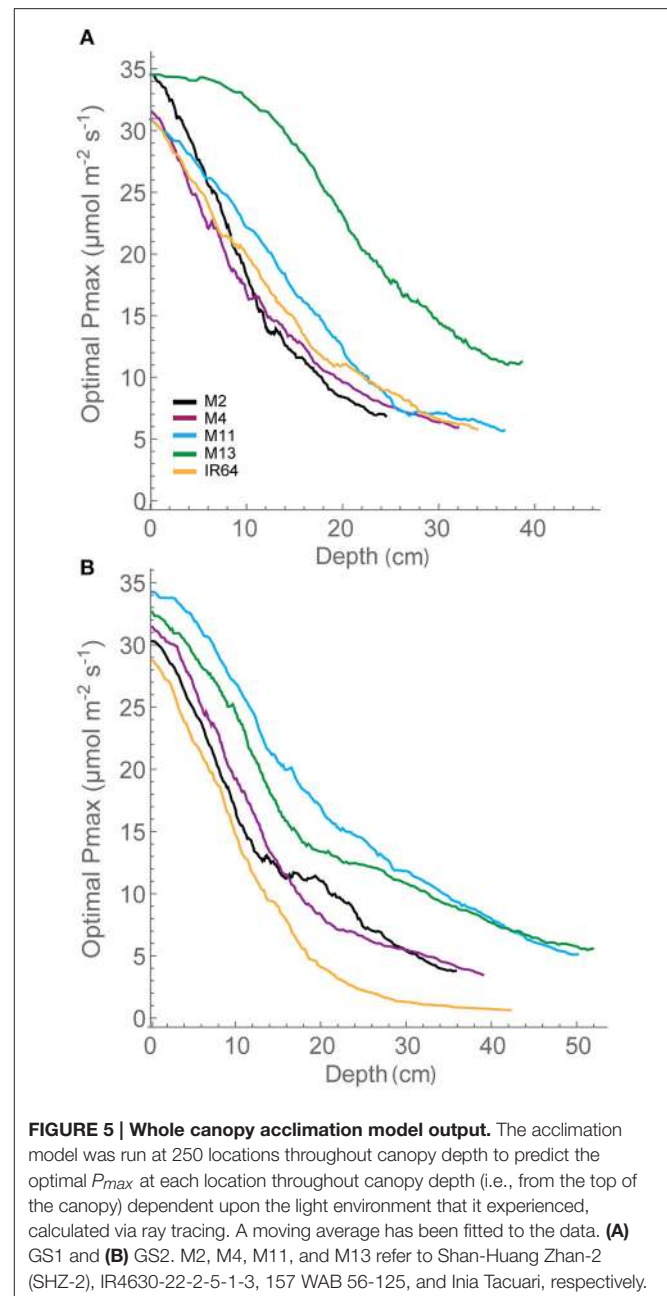 A
Optimal Pmax (µmol m⁻² s⁻¹)
35
30
25
20
15
10
5
0
M2
M4
M11
M13
IR64
0 10 20 30 40
Depth (cm)
B
Optimal Pmax (µmol m⁻² s⁻¹)
35
30
25
20
15
10
5
0
0 10 20 30 40 50
Depth (cm)
FIGURE 5 | Whole canopy acclimation model output. The acclimation
model was run at 250 locations throughout canopy depth to predict the
optimal Pmax at each location throughout canopy depth (i.e., from the top of
the canopy) dependent upon the light environment that it experienced,
calculated via ray tracing. A moving average has been fitted to the data. (A)
GS1 and (B) GS2. M2, M4, M11, and M13 refer to Shan-Huang Zhan-2
(SHZ-2), IR4630-22-2-5-1-3, 157 WAB 56-125, and Inia Tacuari, respectively.